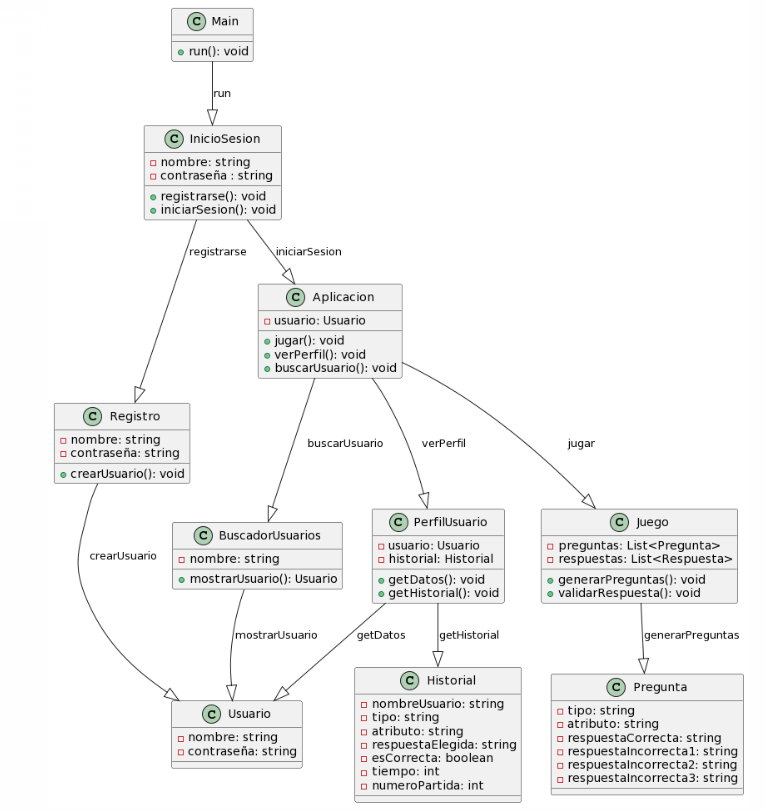 C Main
run(): void
run
C InicioSesion
nombre: string
contraseña : string
registrarse(): void
iniciarSesion(): void
registrarse
iniciarSesion
C Aplicacion
usuario: Usuario
jugar(): void
verPerfil(): void
buscarUsuario(): void
C Registro
nombre: string
contraseña: string
crearUsuario(): void
buscarUsuario
verPerfil
jugar
C BuscadorUsuarios
nombre: string
mostrarUsuario(): Usuario
C PerfilUsuario
usuario: Usuario
historial: Historial
getDatos(): void
getHistorial(): void
C Juego
preguntas: List<Pregunta>
respuestas: List<Respuesta>
generarPreguntas(): void
validarRespuesta(): void
crearUsuario
mostrarUsuario
getDatos
getHistorial
generarPreguntas
C Usuario
nombre: string
contraseña: string
C Historial
nombreUsuario: string
tipo: string
atributo: string
respuestaElegida: string
esCorrecta: boolean
tiempo: int
numeroPartida: int
C Pregunta
tipo: string
atributo: string
respuestaCorrecta: string
respuestaIncorrecta1: string
respuestaIncorrecta2: string
respuestaIncorrecta3: string